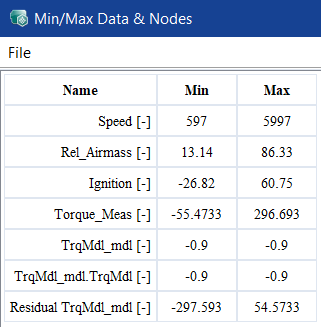 Min/Max Data & Nodes
File
Name Min Max
Speed [-] 597 5997
Rel_Airmass [-] 13.14 86.33
Ignition [-] -26.82 60.75
Torque_Meas [-] -55.4733 296.693
TrqMdl_mdl [-] -0.9 -0.9
TrqMdl_mdl.TrqMdl [-] -0.9 -0.9
Residual TrqMdl_mdl [-] -297.593 54.5733